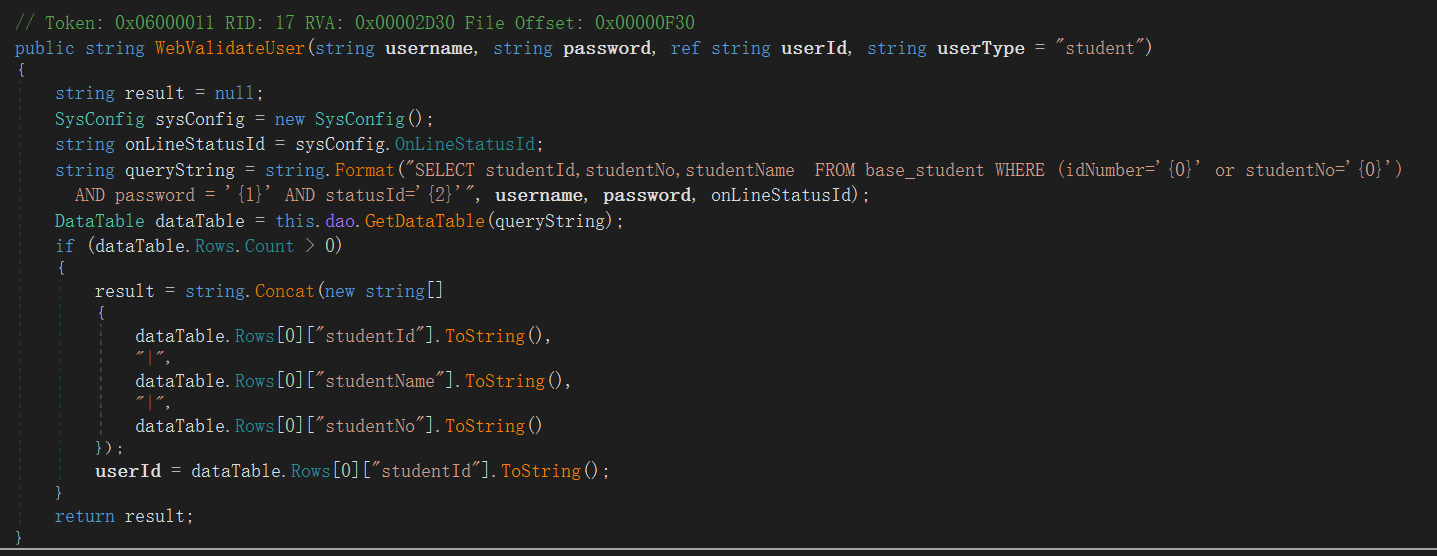 // Token: 0x06000011 RID: 17 RVA: 0x00002D30 File Offset: 0x00000F30
public string WebValidateUser(string username, string password, ref string userId, string userType = "student")
{
string result = null;
SysConfig sysConfig = new SysConfig();
string onLineStatusId = sysConfig.OnLineStatusId;
string queryString = string.Format("SELECT studentId,studentNo,studentName  FROM base_student WHERE (idNumber='{0}' or studentNo='{0}')
AND password = '{1}' AND statusId='{2}'", username, password, onLineStatusId);
DataTable dataTable = this.dao.GetDataTable(queryString);
if (dataTable.Rows.Count > 0)
{
result = string.Concat(new string[]
{
dataTable.Rows[0]["studentId"].ToString(),
"|",
dataTable.Rows[0]["studentName"].ToString(),
"|",
dataTable.Rows[0]["studentNo"].ToString()
});
userId = dataTable.Rows[0]["studentId"].ToString();
}
return result;
}